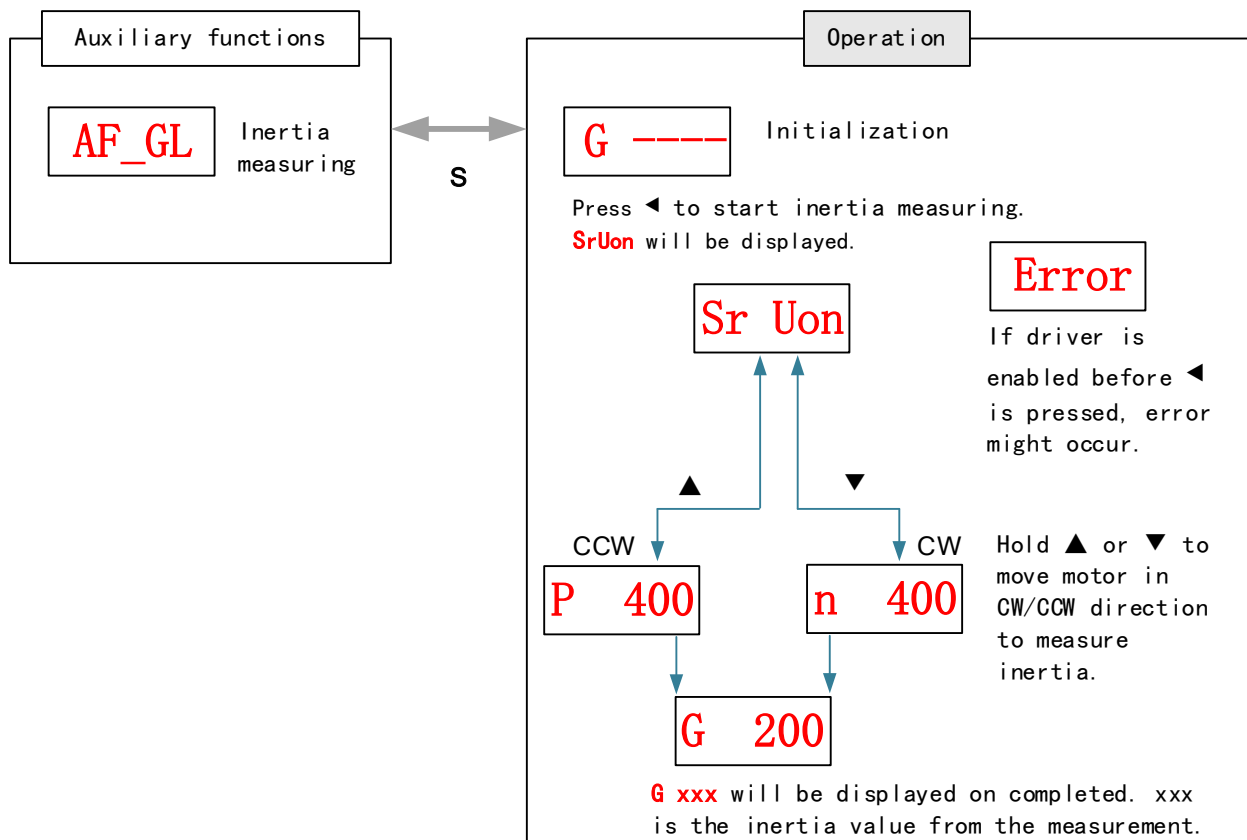 Auxiliary functions
AF_GL
Inertia
measuring
S
Operation
G ----
Initialization
Press ◄ to start inertia measuring.
SrUon will be displayed.
Sr Uon
Error
If driver is
enabled before ◄
is pressed, error
might occur.
▲
▼
CCW
CW
P 400
n 400
Hold ▲ or ▼ to
move motor in
CW/CCW direction
to measure
inertia.
G 200
G xxx will be displayed on completed. xxx
is the inertia value from the measurement.